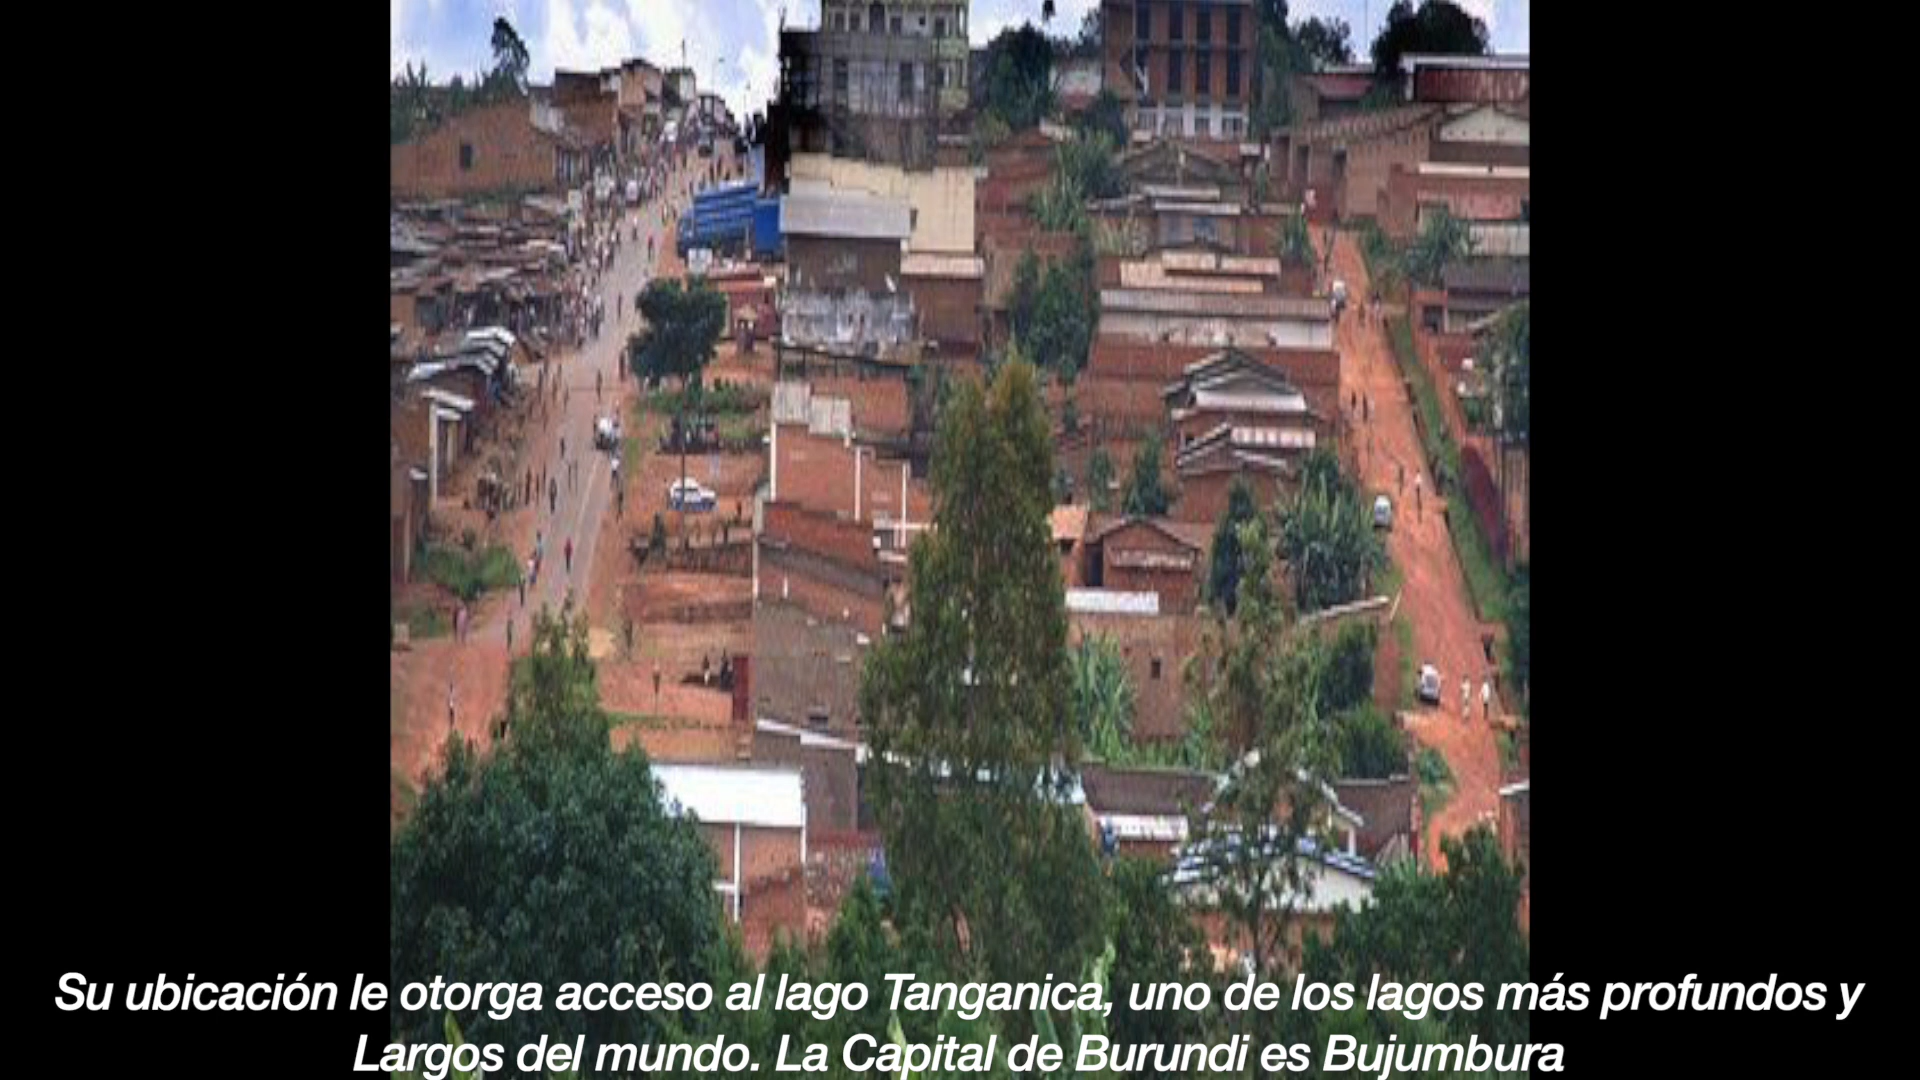 Su ubicación le otorga acceso al lago Tanganica, uno de los lagos más profundos y
Largos del mundo. La Capital de Burundi es Bujumbura